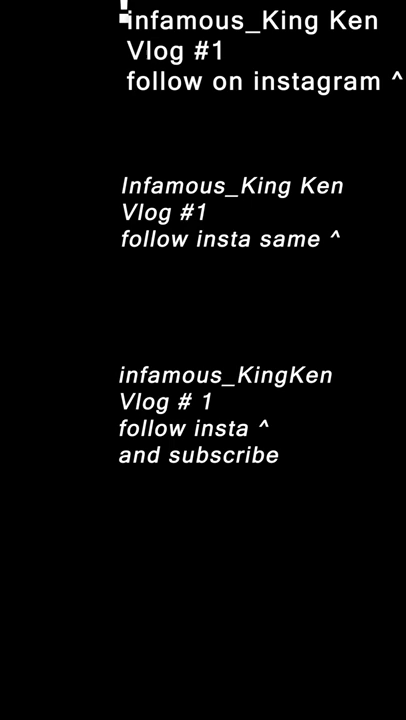 infamous_King Ken
Vlog #1
follow on instagram ^
Infamous_King Ken
Vlog #1
follow insta same ^
infamous_KingKen
Vlog # 1
follow insta ^
and subscribe